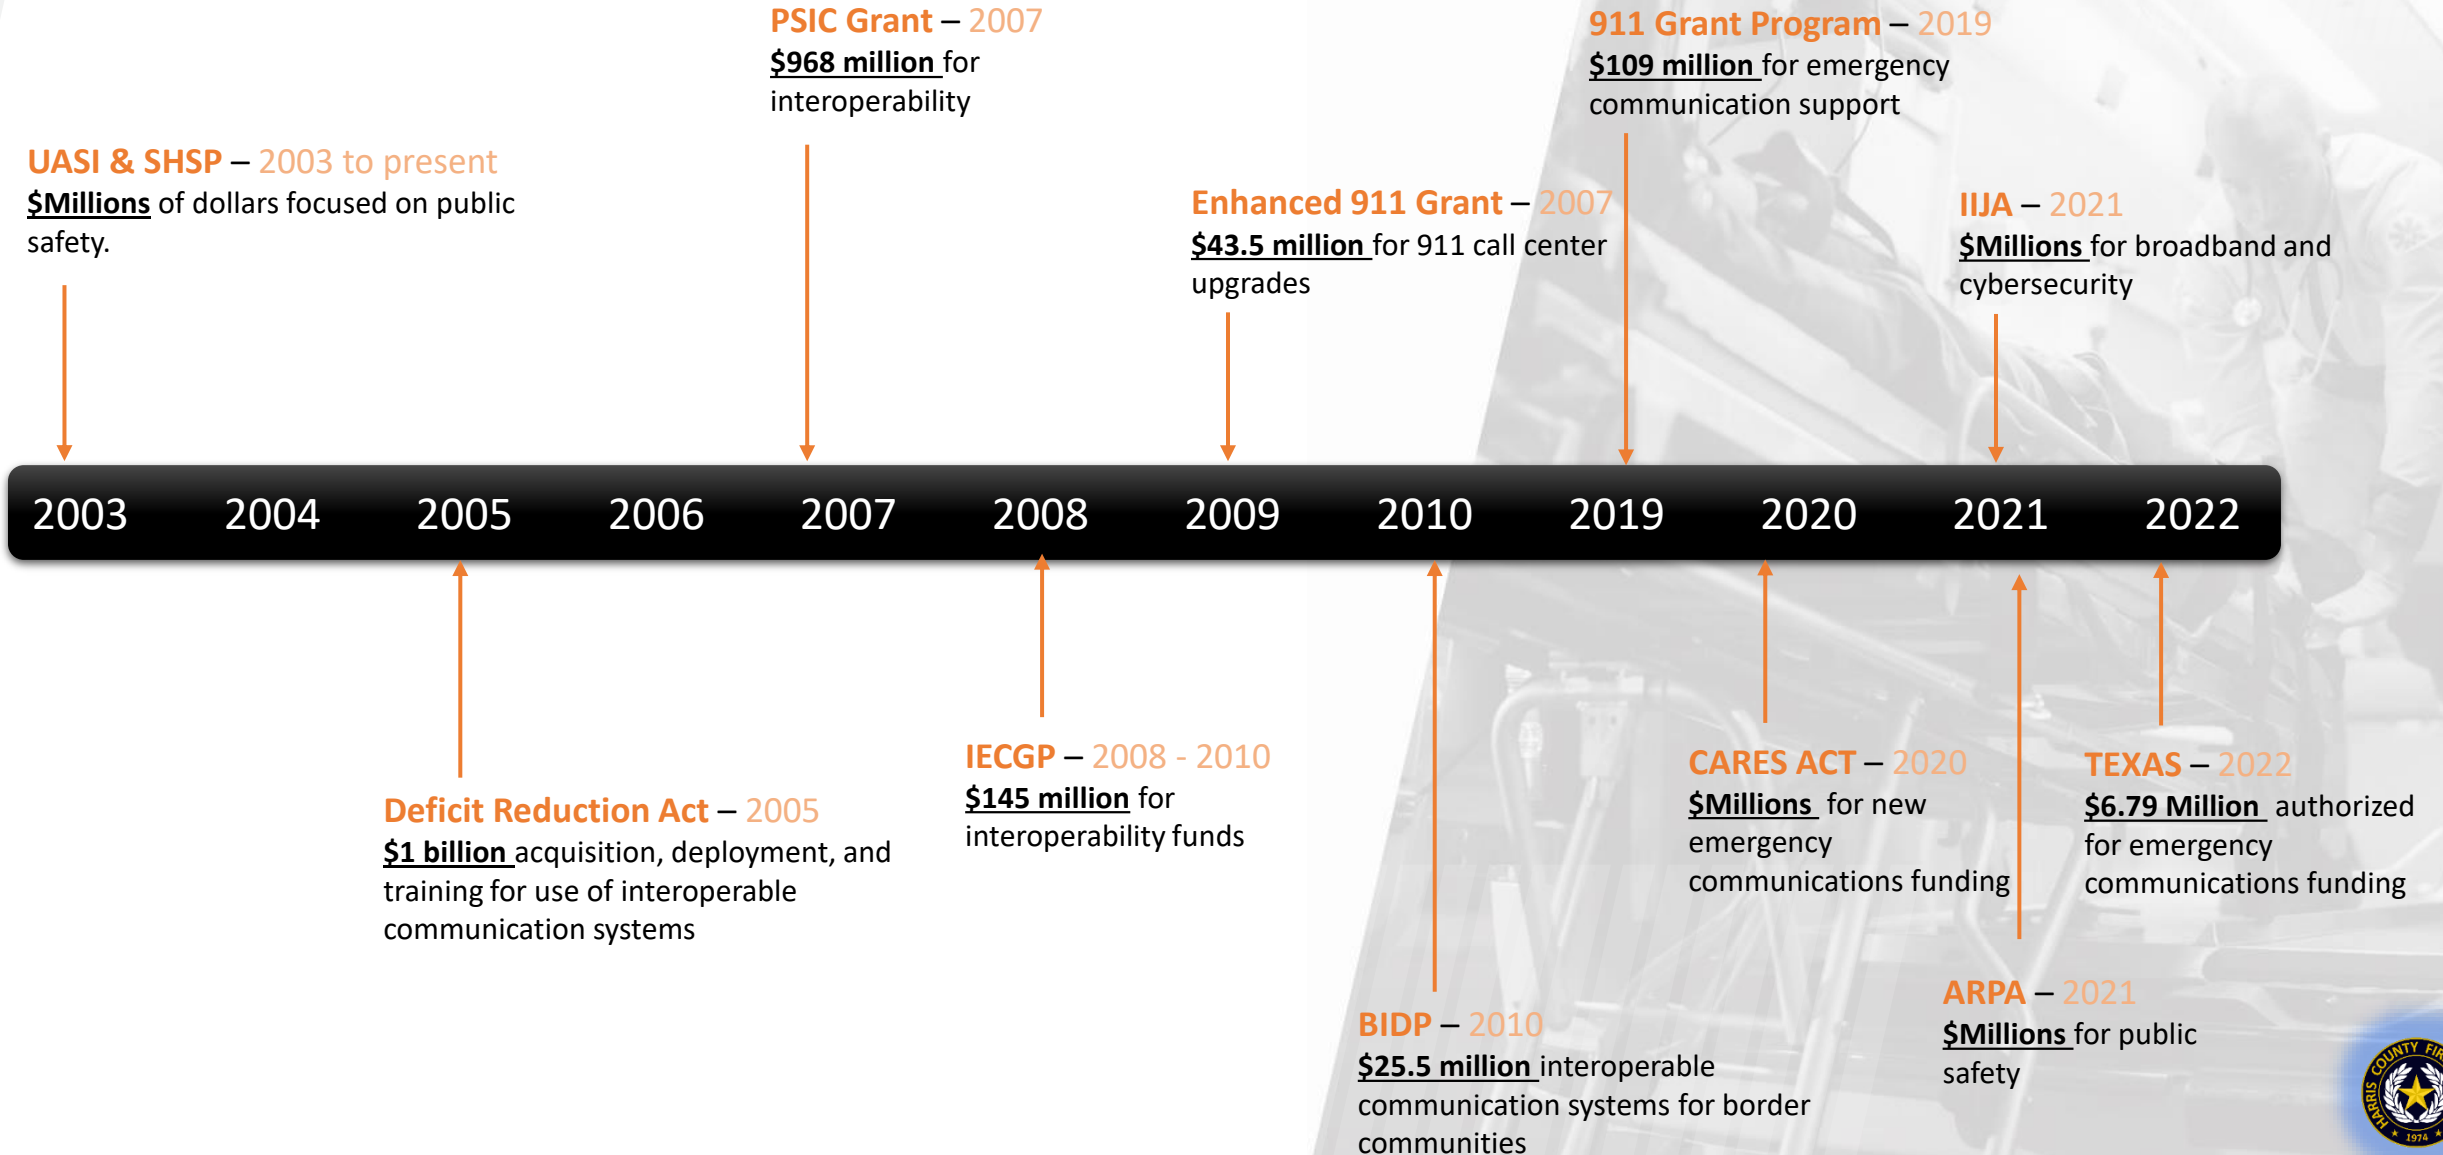 PSIC Grant – 2007
$968 million for
interoperability
911 Grant Program – 2019
$109 million for emergency
communication support
UASI & SHSP – 2003 to present
$Millions of dollars focused on public
safety.
Enhanced 911 Grant – 2007
$43.5 million for 911 call center
upgrades
IIJA – 2021
$Millions for broadband and
cybersecurity
2003 2004 2005 2006 2007 2008 2009 2010 2019 2020 2021 2022
Deficit Reduction Act – 2005
$1 billion acquisition, deployment, and
training for use of interoperable
communication systems
IECGP – 2008 - 2010
$145 million for
interoperability funds
CARES ACT – 2020
$Millions for new
emergency
communications funding
TEXAS – 2022
$6.79 Million authorized
for emergency
communications funding
BIDP – 2010
$25.5 million interoperable
communication systems for border
communities
ARPA – 2021
$Millions for public
safety
HARRIS COUNTY
1974